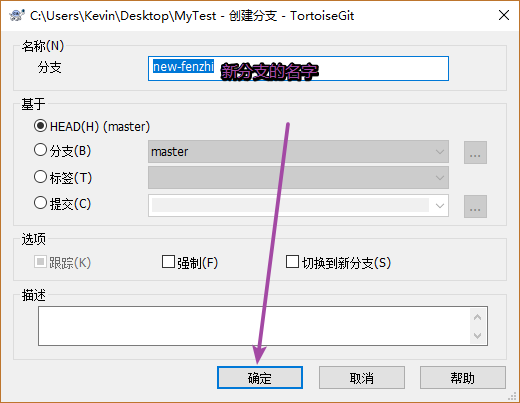 C:\Users\Kevin\Desktop\MyTest - 创建分支 - TortoiseGit
名称(N)
分支 new-fenzhi 新分支的名字
基于
HEAD(H) (master)
分支(B) master ...
标签(T)
提交(C) ...
选项
跟踪(K) 强制(F) 切换到新分支(S)
描述
确定 取消 帮助